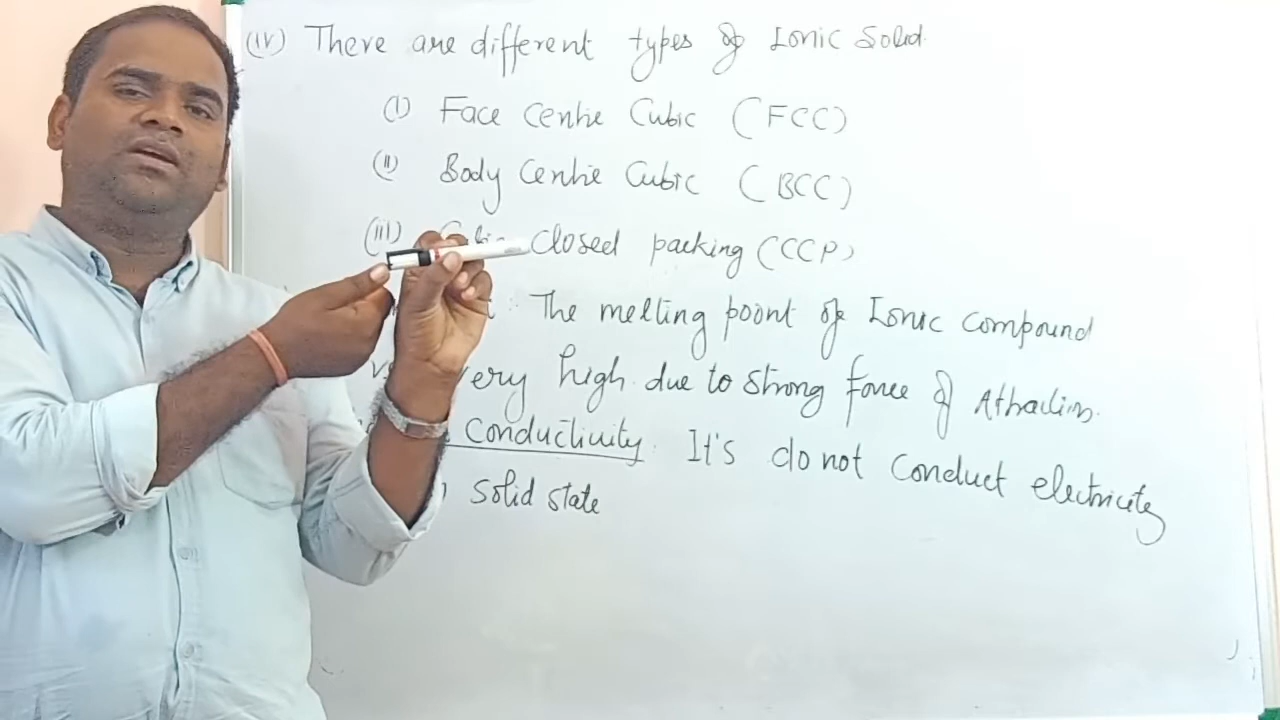 (iv) There are different types of Ionic Solid.
(i) Face Centre Cubic (FCC)
(ii) Body Centre Cubic (BCC)
(iii) Closed packing (CCP)
The melting point of Ionic compound
very high due to strong force of Attraction.
Conductivity. It's do not conduct electricity
solid state